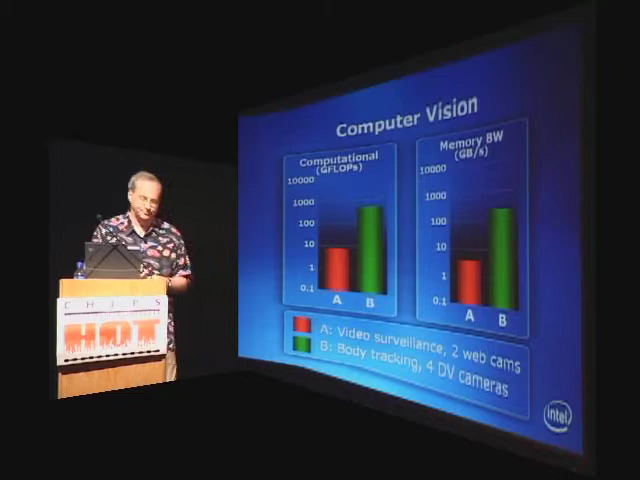 Computer Vision
Computational
(GFLOPs)
10000
1000
100
10
1
0.1
A
B
Memory BW
(GB/s)
10000
1000
100
10
1
0.1
A
B
A: Video surveillance, 2 web cams
B: Body tracking, 4 DV cameras
intel
CHIPS
HOT